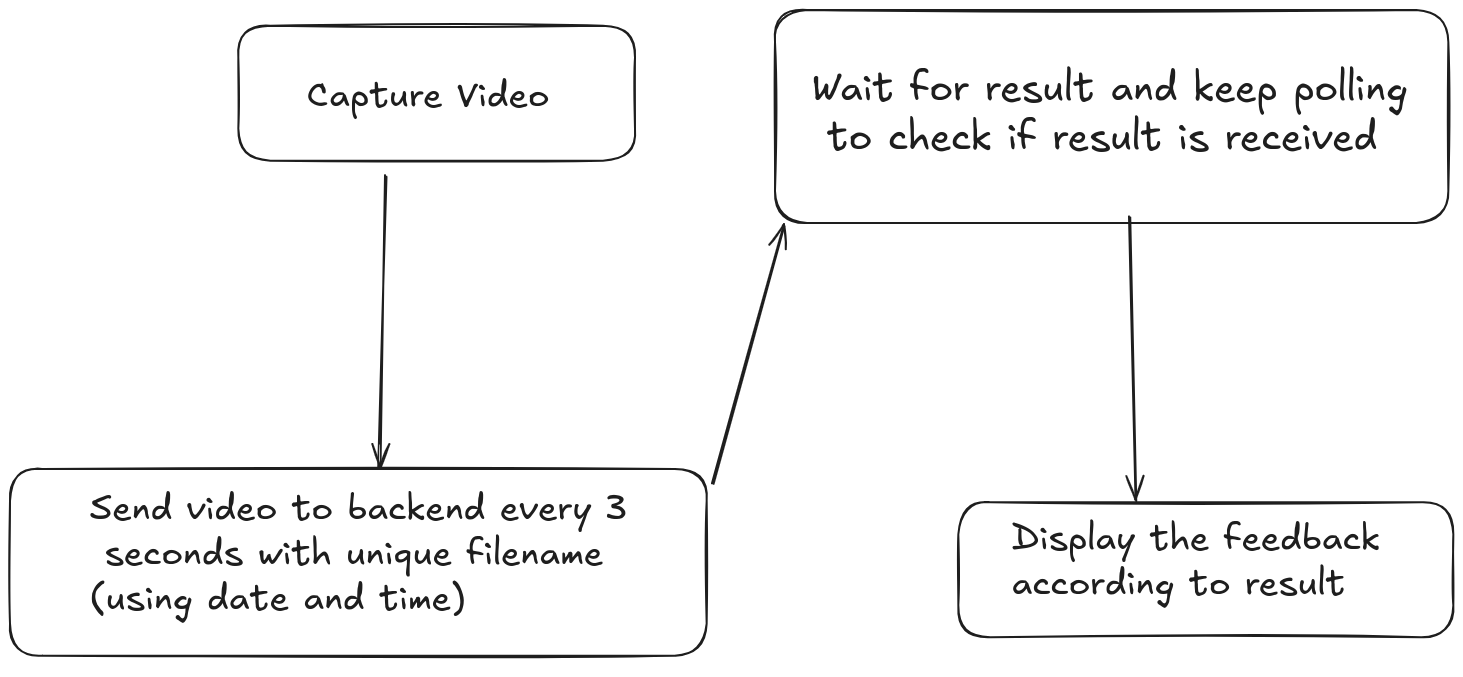 Capture Video
Send video to backend every 3
seconds with unique filename
(using date and time)
Wait for result and keep polling
to check if result is received
Display the feedback
according to result